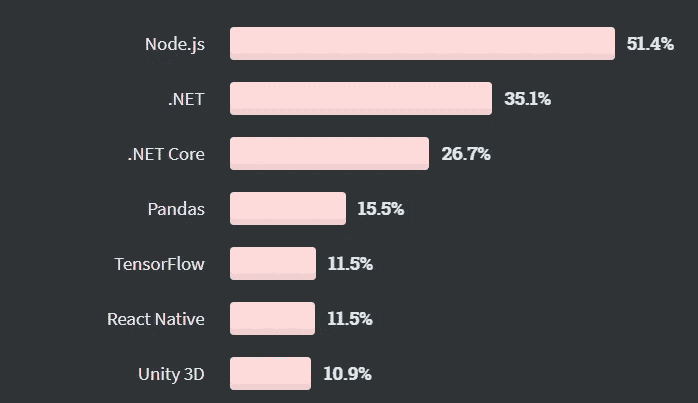 Node.js 51.4%
.NET 35.1%
.NET Core 26.7%
Pandas 15.5%
TensorFlow 11.5%
React Native 11.5%
Unity 3D 10.9%